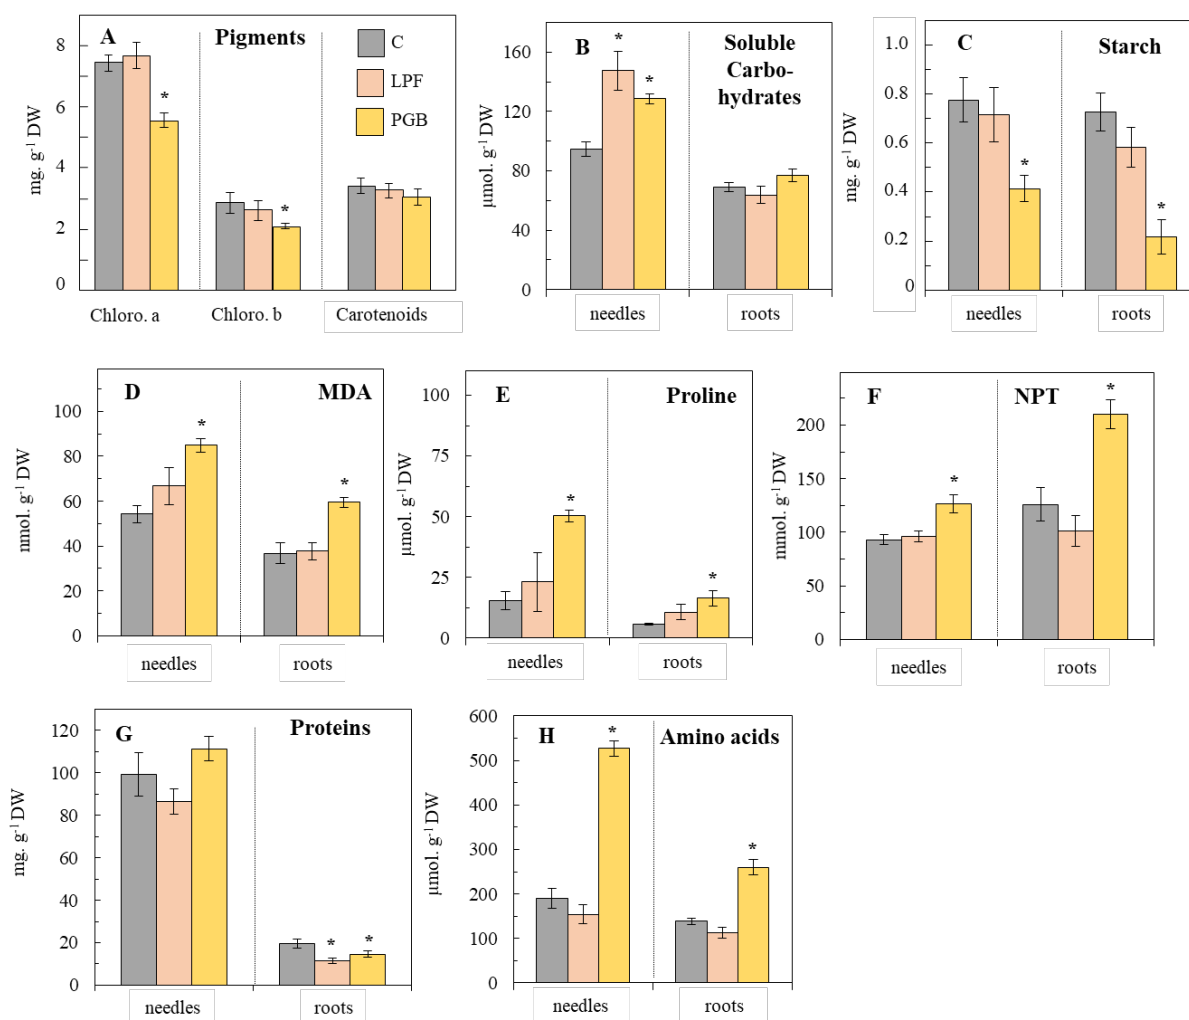 A Pigments
C
LPF
PGB
mg. g-1 DW
8
6
4
2
0
*
*
Chloro. a Chloro. b Carotenoids
B Soluble
Carbo-
hydrates
µmol. g-1 DW
160
120
80
40
0
*
*
needles roots
C Starch
mg. g-1 DW
1.0
0.8
0.6
0.4
0.2
0
*
*
needles roots
D MDA
nmol. g-1 DW
100
80
60
40
20
0
*
*
needles roots
E Proline
µmol. g-1 DW
100
75
50
25
0
*
*
needles roots
F NPT
mmol. g-1 DW
200
150
100
50
0
*
*
needles roots
G Proteins
mg. g-1 DW
120
100
80
60
40
20
0
* *
needles roots
H Amino acids
µmol. g-1 DW
600
500
400
300
200
100
0
*
*
needles roots